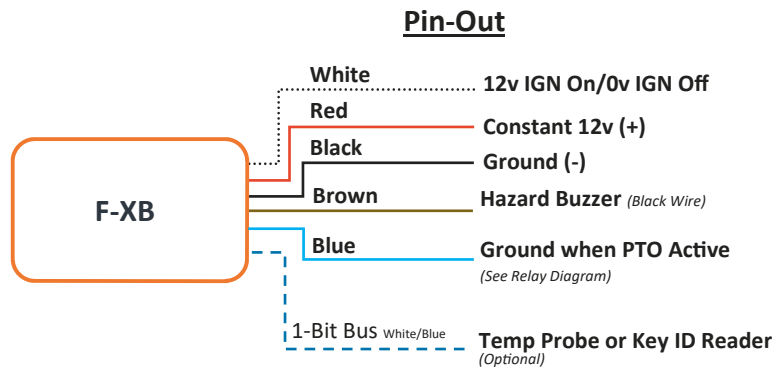 Pin-Out
White 12v IGN On/0v IGN Off
Red Constant 12v (+)
Black Ground (-)
F-XB
Brown Hazard Buzzer (Black Wire)
Blue Ground when PTO Active
(See Relay Diagram)
1-Bit Bus White/Blue Temp Probe or Key ID Reader
(Optional)